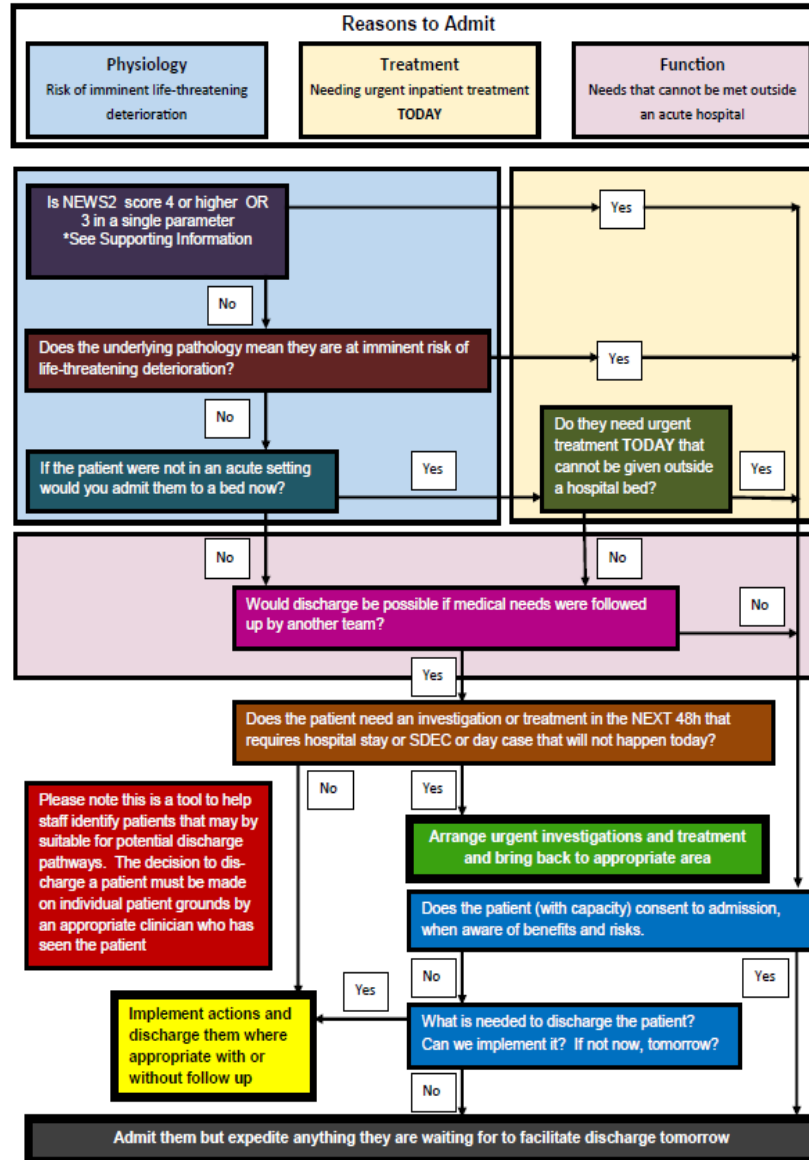 Reasons to Admit
Physiology
Risk of imminent life-threatening
deterioration
Treatment
Needing urgent inpatient treatment
TODAY
Function
Needs that cannot be met outside
an acute hospital
Is NEWS2 score 4 or higher OR
3 in a single parameter
*See Supporting Information
Yes
No
Does the underlying pathology mean they are at imminent risk of
life-threatening deterioration?
Yes
No
If the patient were not in an acute setting
would you admit them to a bed now?
Yes
Do they need urgent
treatment TODAY that
cannot be given outside
a hospital bed?
Yes
No
No
Would discharge be possible if medical needs were followed
up by another team?
No
Yes
Does the patient need an investigation or treatment in the NEXT 48h that
requires hospital stay or SDEC or day case that will not happen today?
No
Yes
Please note this is a tool to help
staff identify patients that may by
suitable for potential discharge
pathways. The decision to dis-
charge a patient must be made
on individual patient grounds by
an appropriate clinician who has
seen the patient
Arrange urgent investigations and treatment
and bring back to appropriate area
Does the patient (with capacity) consent to admission,
when aware of benefits and risks.
No
Yes
Yes
Implement actions and
discharge them where
appropriate with or
without follow up
What is needed to discharge the patient?
Can we implement it? If not now, tomorrow?
No
Admit them but expedite anything they are waiting for to facilitate discharge tomorrow